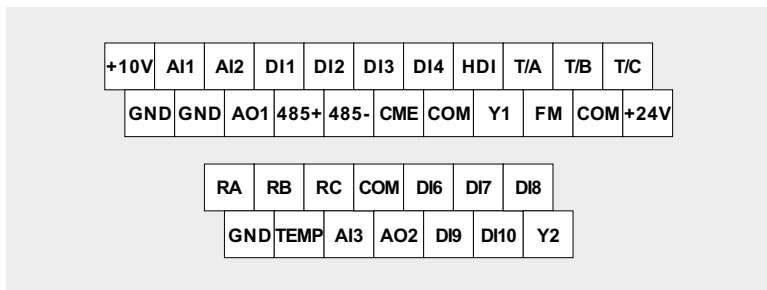 +10V AI1 AI2 DI1 DI2 DI3 DI4 HDI T/A T/B T/C
GND GND AO1 485+ 485- CME COM Y1 FM COM +24V
RA RB RC COM DI6 DI7 DI8
GND TEMP AI3 AO2 DI9 DI10 Y2